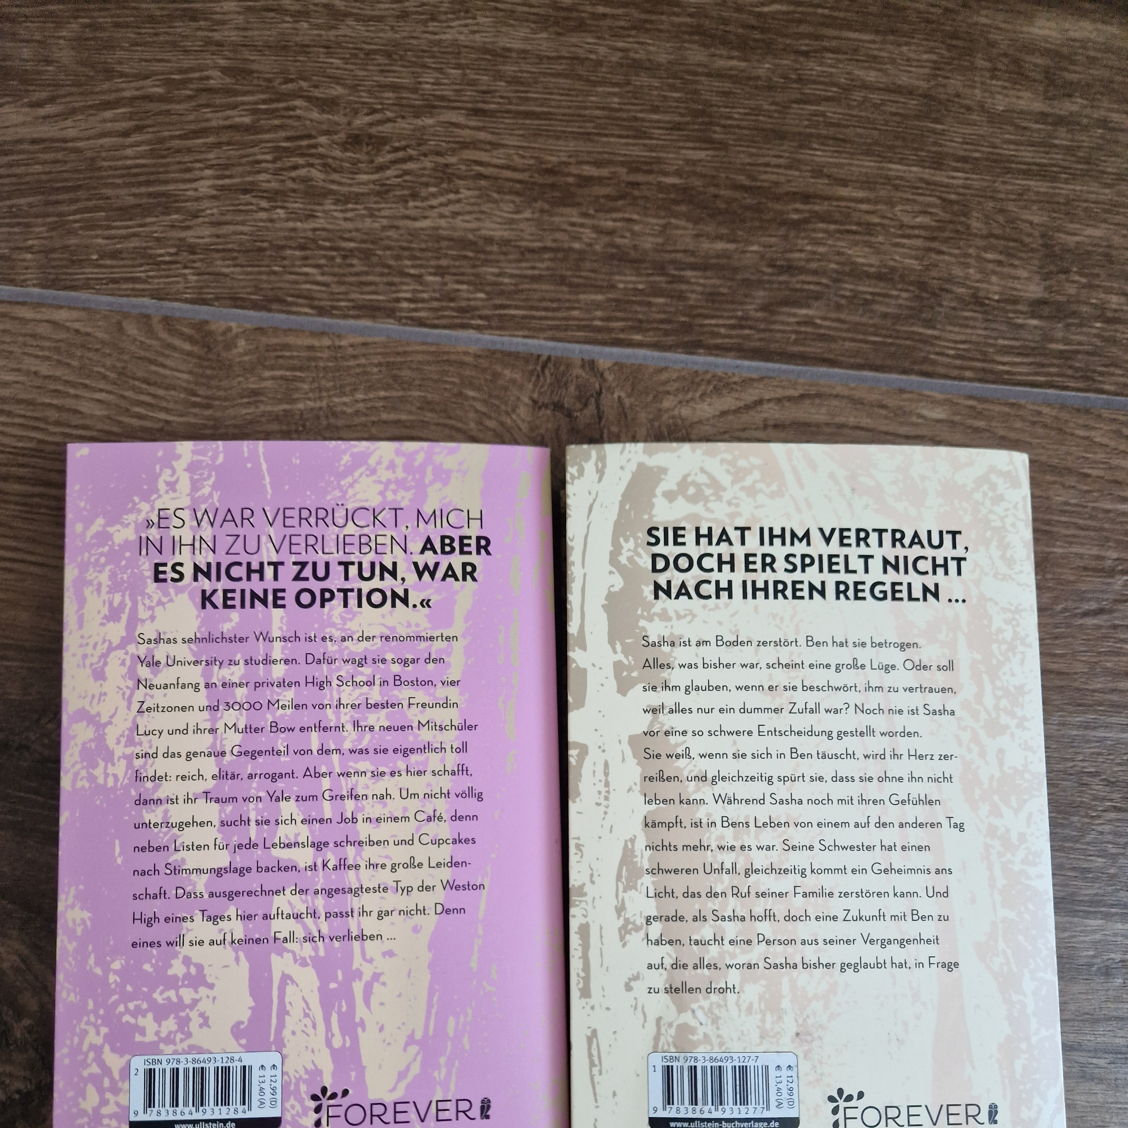 »ES WAR VERRÜCKT, MICH
IN IHN ZU VERLIEBEN. ABER
ES NICHT ZU TUN, WAR
KEINE OPTION.«
Sashas sehnlichster Wunsch ist es, an der renommierten
Yale University zu studieren. Dafür wagt sie sogar den
Neuanfang an einer privaten High School in Boston, vier
Zeitzonen und 3000 Meilen von ihrer besten Freundin
Lucy und ihrer Mutter Bow entfernt. Ihre neuen Mitschüler
sind das genaue Gegenteil von dem, was sie eigentlich toll
findet: reich, elitär, arrogant. Aber wenn sie es hier schafft,
dann ist ihr Traum von Yale zum Greifen nah. Um nicht völlig
unterzugehen, sucht sie sich einen Job in einem Café, denn
neben Listen für jede Lebenslage schreiben und Cupcakes
nach Stimmungslage backen, ist Kaffee ihre große Leiden-
schaft. Dass ausgerechnet der angesagteste Typ der Weston
High eines Tages hier auftaucht, passt ihr gar nicht. Denn
eines will sie auf keinen Fall: sich verlieben ...
ISBN 978-3-86493-128-4
2
€ 12,99 (D)
€ 13,40 (A)
9 783864 931284
www.ullstein.de
FOREVER
SIE HAT IHM VERTRAUT,
DOCH ER SPIELT NICHT
NACH IHREN REGELN ...
Sasha ist am Boden zerstört. Ben hat sie betrogen.
Alles, was bisher war, scheint eine große Lüge. Oder soll
sie ihm glauben, wenn er sie beschwört, ihm zu vertrauen,
weil alles nur ein dummer Zufall war? Noch nie ist Sasha
vor eine so schwere Entscheidung gestellt worden.
Sie weiß, wenn sie sich in Ben täuscht, wird ihr Herz zer-
reißen, und gleichzeitig spürt sie, dass sie ohne ihn nicht
leben kann. Während Sasha noch mit ihren Gefühlen
kämpft, ist in Bens Leben von einem auf den anderen Tag
nichts mehr, wie es war. Seine Schwester hat einen
schweren Unfall, gleichzeitig kommt ein Geheimnis ans
Licht, das den Ruf seiner Familie zerstören kann. Und
gerade, als Sasha hofft, doch eine Zukunft mit Ben zu
haben, taucht eine Person aus seiner Vergangenheit
auf, die alles, woran Sasha bisher geglaubt hat, in Frage
zu stellen droht.
ISBN 978-3-86493-127-7
1
€ 12,99 (D)
€ 13,40 (A)
9 783864 931277
www.ullstein-buchverlage.de
FOREVER